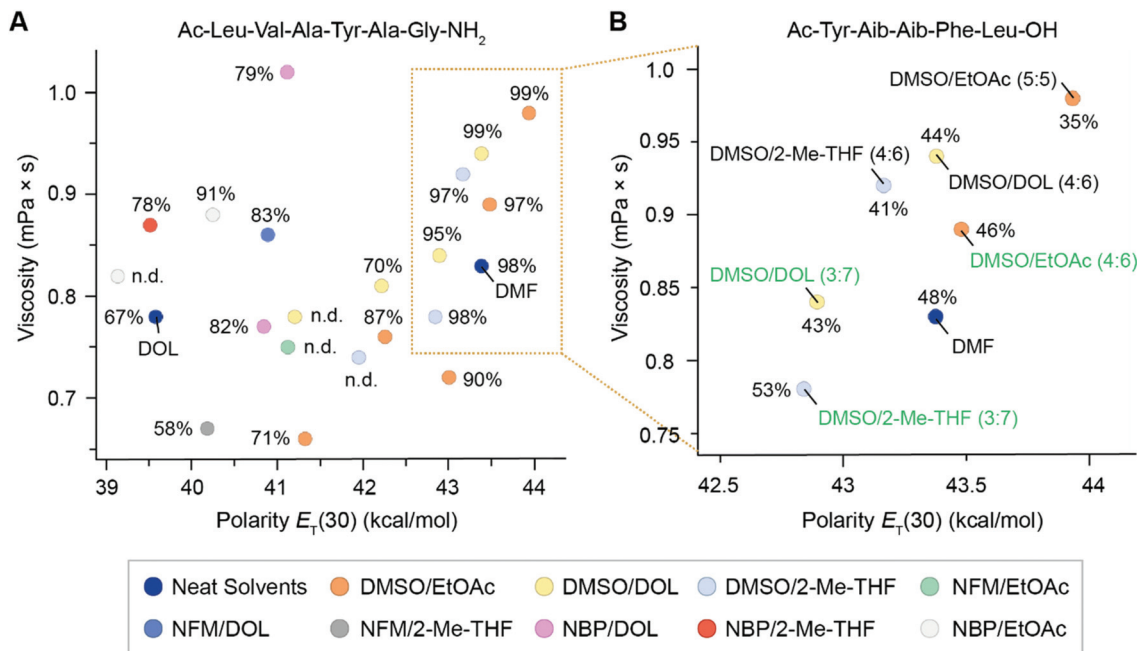 A
Ac-Leu-Val-Ala-Tyr-Ala-Gly-NH2
Viscosity (mPa × s)
1.0
0.9
0.8
0.7
79%
99%
99%
97%
97%
91%
78%
83%
95%
n.d.
70%
98%
DMF
67%
DOL
82%
n.d.
87%
98%
n.d.
n.d.
90%
58%
71%
39
40
41
42
43
44
Polarity ET(30) (kcal/mol)
B
Ac-Tyr-Aib-Aib-Phe-Leu-OH
Viscosity (mPa × s)
1.0
0.95
0.9
0.85
0.8
0.75
DMSO/EtOAc (5:5)
35%
44%
DMSO/2-Me-THF (4:6)
DMSO/DOL (4:6)
41%
46%
DMSO/EtOAc (4:6)
DMSO/DOL (3:7)
43%
48%
DMF
53%
DMSO/2-Me-THF (3:7)
42.5
43
43.5
44
Polarity ET(30) (kcal/mol)
Neat Solvents
DMSO/EtOAc
DMSO/DOL
DMSO/2-Me-THF
NFM/EtOAc
NFM/DOL
NFM/2-Me-THF
NBP/DOL
NBP/2-Me-THF
NBP/EtOAc